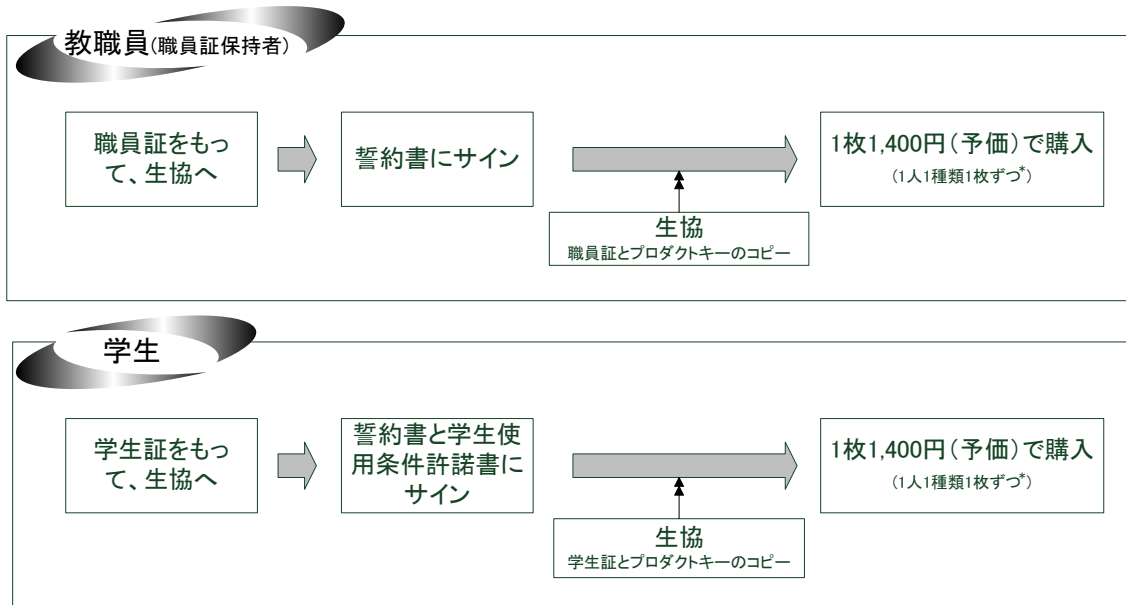 教職員(職員証保持者)
職員証をもっ
て、生協へ
誓約書にサイン
1枚1,400円(予価)で購入
(1人1種類1枚ずつ*)
生協
職員証とプロダクトキーのコピー
学生
学生証をもっ
て、生協へ
誓約書と学生使
用条件許諾書に
サイン
1枚1,400円(予価)で購入
(1人1種類1枚ずつ*)
生協
学生証とプロダクトキーのコピー